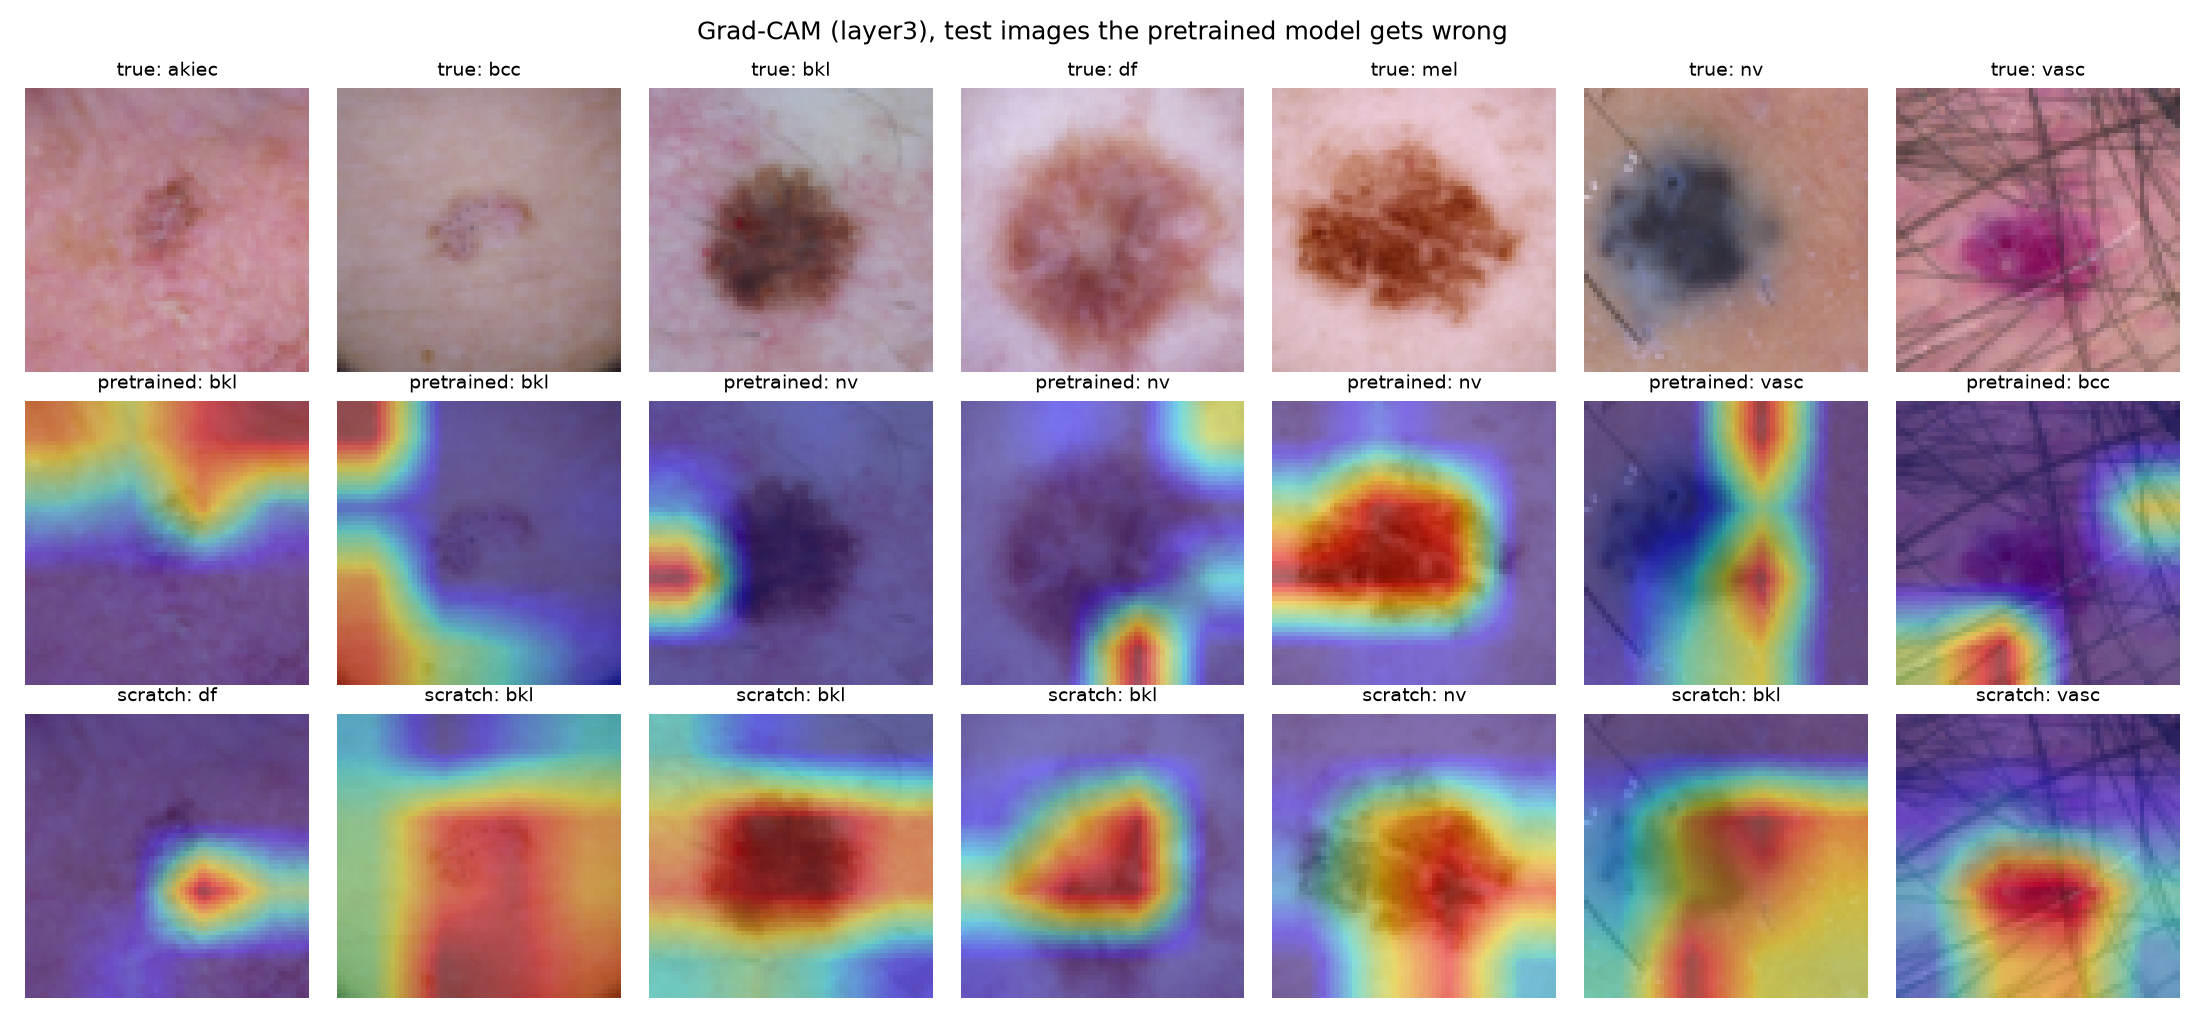 Grad-CAM (layer3), test images the pretrained model gets wrong
true: akiec true: bcc true: bkl true: df true: mel true: nv true: vasc
pretrained: bkl pretrained: bkl pretrained: nv pretrained: nv pretrained: nv pretrained: vasc pretrained: bcc
scratch: df scratch: bkl scratch: bkl scratch: bkl scratch: nv scratch: bkl scratch: vasc